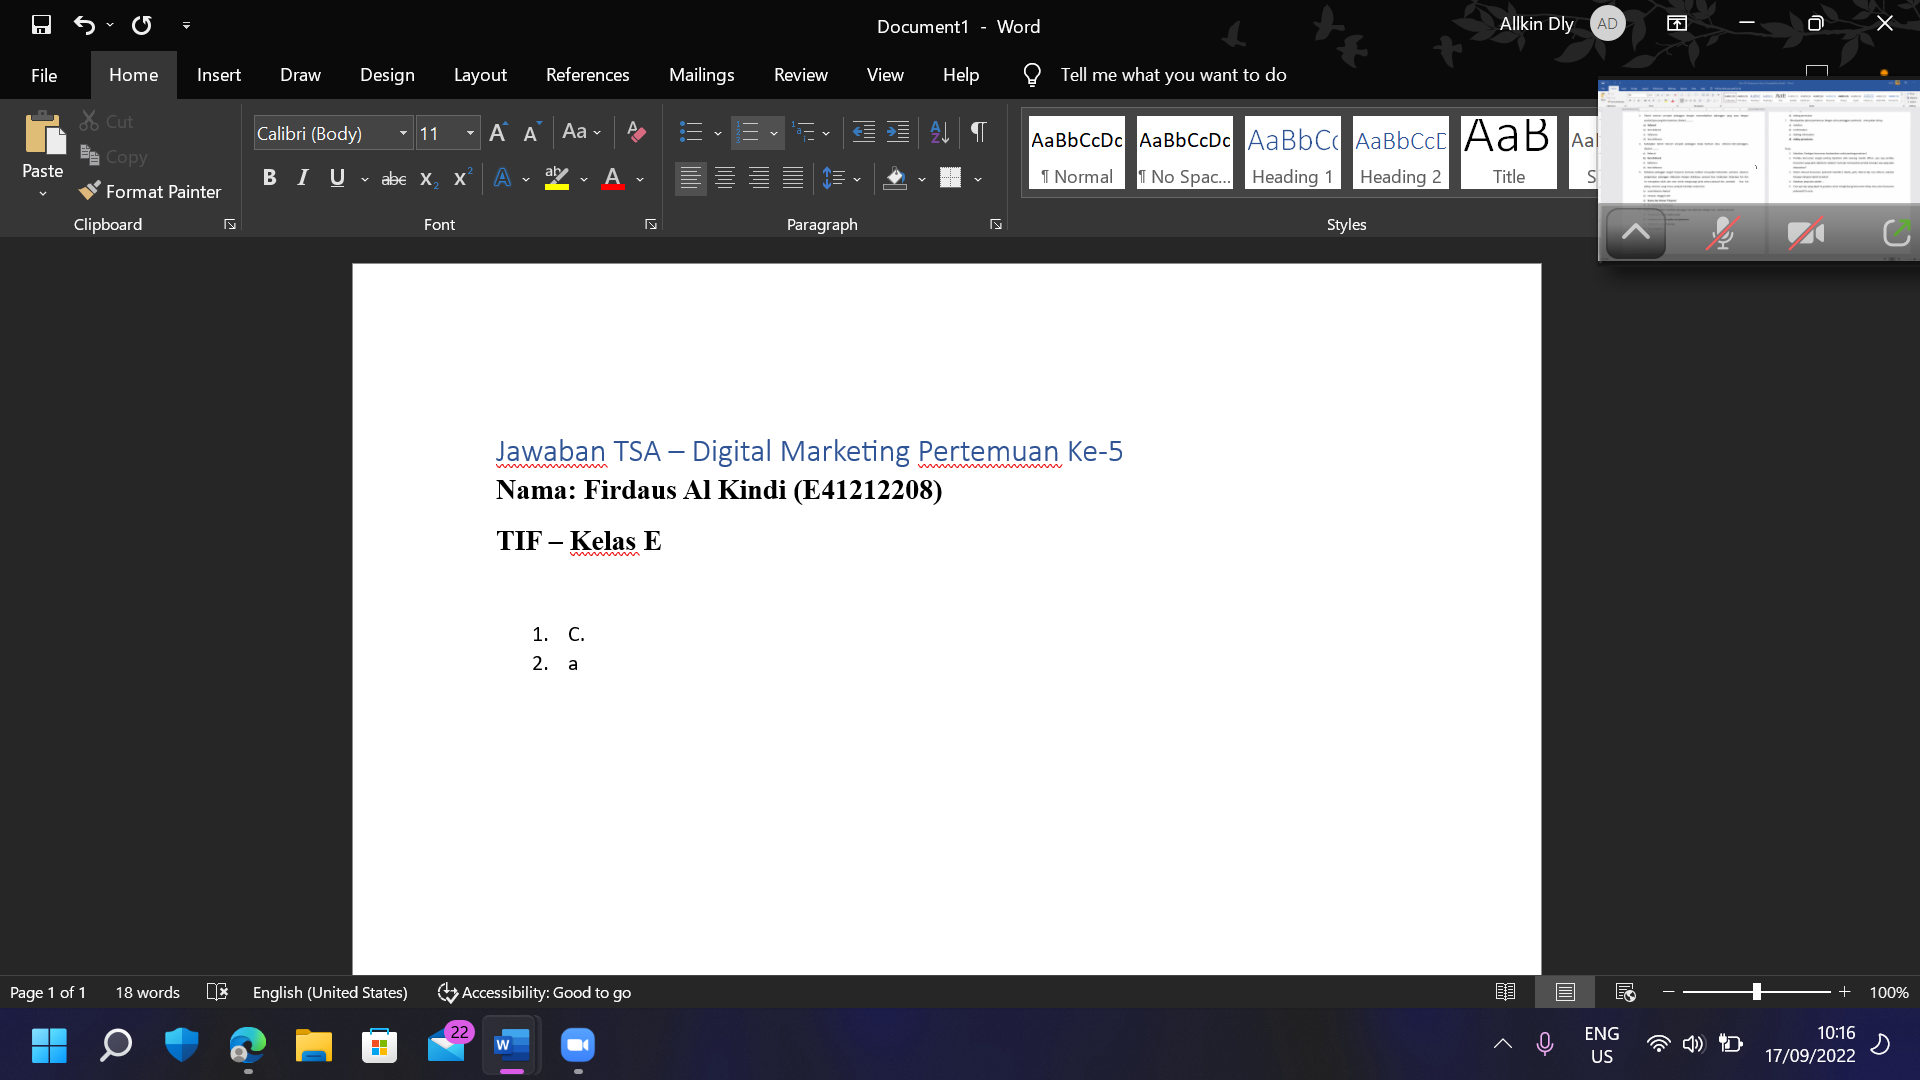 Document1 - Word
Allkin Dly
AD
File
Home
Insert
Draw
Design
Layout
References
Mailings
Review
View
Help
Tell me what you want to do
Paste
Cut
Copy
Format Painter
Clipboard
Calibri (Body)
11
Font
Paragraph
AaBbCcDc
¶ Normal
AaBbCcDc
¶ No Spac...
AaBbCc
Heading 1
AaBbCcE
Heading 2
AaB
Title
Styles
Jawaban TSA – Digital Marketing Pertemuan Ke-5
Nama: Firdaus Al Kindi (E41212208)
TIF – Kelas E
1. C.
2. a
Page 1 of 1
18 words
English (United States)
Accessibility: Good to go
100%
22
ENG
US
10:16
17/09/2022